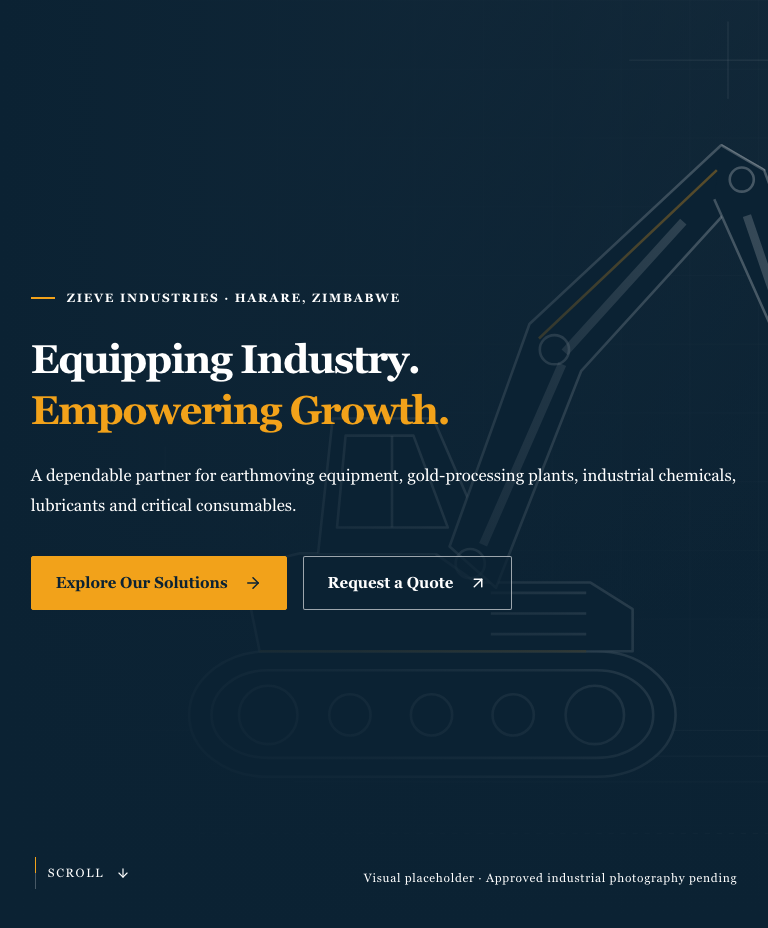 ZIEVE INDUSTRIES · HARARE, ZIMBABWE
Equipping Industry.
Empowering Growth.
A dependable partner for earthmoving equipment, gold-processing plants, industrial chemicals,
lubricants and critical consumables.
Explore Our Solutions →
Request a Quote ↗
SCROLL ↓
Visual placeholder · Approved industrial photography pending